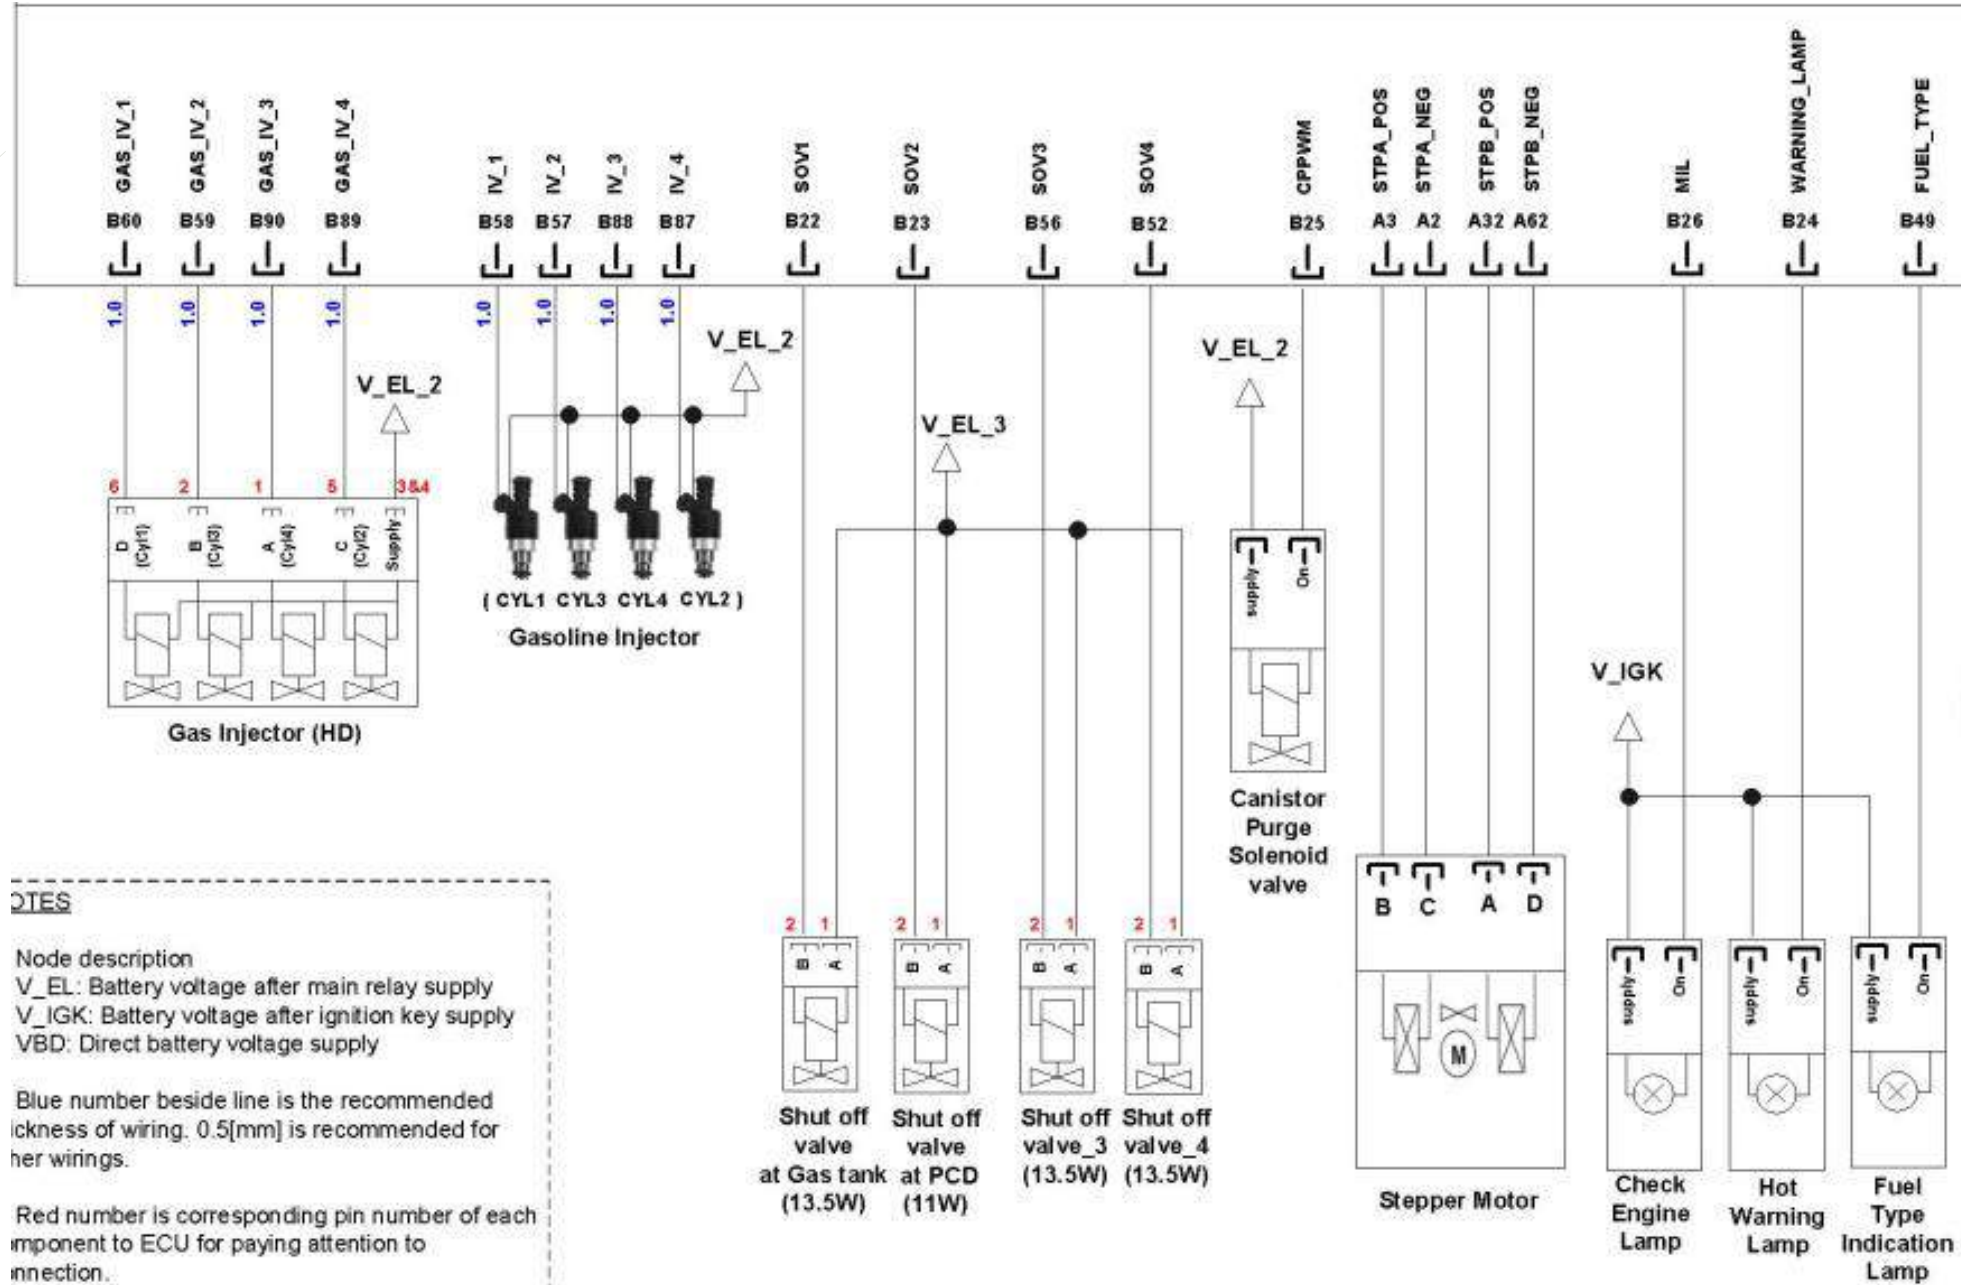 GAS_IV_1
GAS_IV_2
GAS_IV_3
GAS_IV_4
IV_1
IV_2
IV_3
IV_4
SOV1
SOV2
SOV3
SOV4
CPPWM
STPA_POS
STPA_NEG
STPB_POS
STPB_NEG
MIL
WARNING_LAMP
FUEL_TYPE
B60 B59 B90 B89 B58 B57 B88 B87 B22 B23 B56 B52 B25 A3 A2 A32 A62 B26 B24 B49
1.0 1.0 1.0 1.0 1.0 1.0 1.0 1.0
V_EL_2
V_EL_2
V_EL_2
V_EL_3
V_IGK
6 2 1 5 3&4
D (Cyl1)
B (Cyl3)
A (Cyl4)
C (Cyl2)
Supply
Gas Injector (HD)
( CYL1 CYL3 CYL4 CYL2 )
Gasoline Injector
supply On
Canistor
Purge
Solenoid
valve
2 1 2 1 2 1 2 1
B A B A B A B A
Shut off
valve
at Gas tank
(13.5W)
Shut off
valve
at PCD
(11W)
Shut off
valve_3
(13.5W)
Shut off
valve_4
(13.5W)
B C A D
M
Stepper Motor
supply On
Check
Engine
Lamp
supply On
Hot
Warning
Lamp
supply On
Fuel
Type
Indication
Lamp
OTES
Node description
V_EL: Battery voltage after main relay supply
V_IGK: Battery voltage after ignition key supply
VBD: Direct battery voltage supply
Blue number beside line is the recommended
ickness of wiring. 0.5[mm] is recommended for
her wirings.
Red number is corresponding pin number of each
mponent to ECU for paying attention to
nnection.